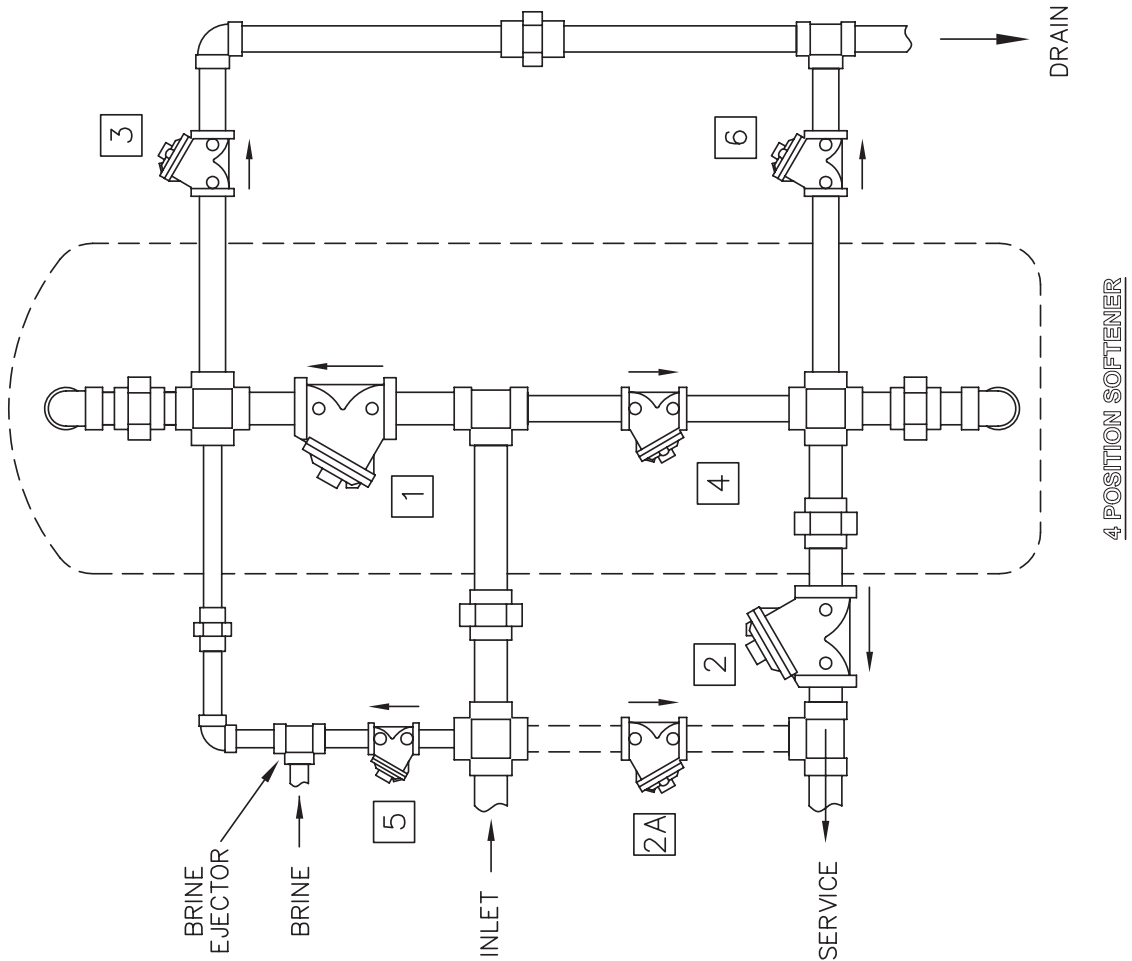 3
6
DRAIN
1
4
2
5
2A
BRINE
EJECTOR
BRINE
INLET
SERVICE
4 POSITION SOFTENER